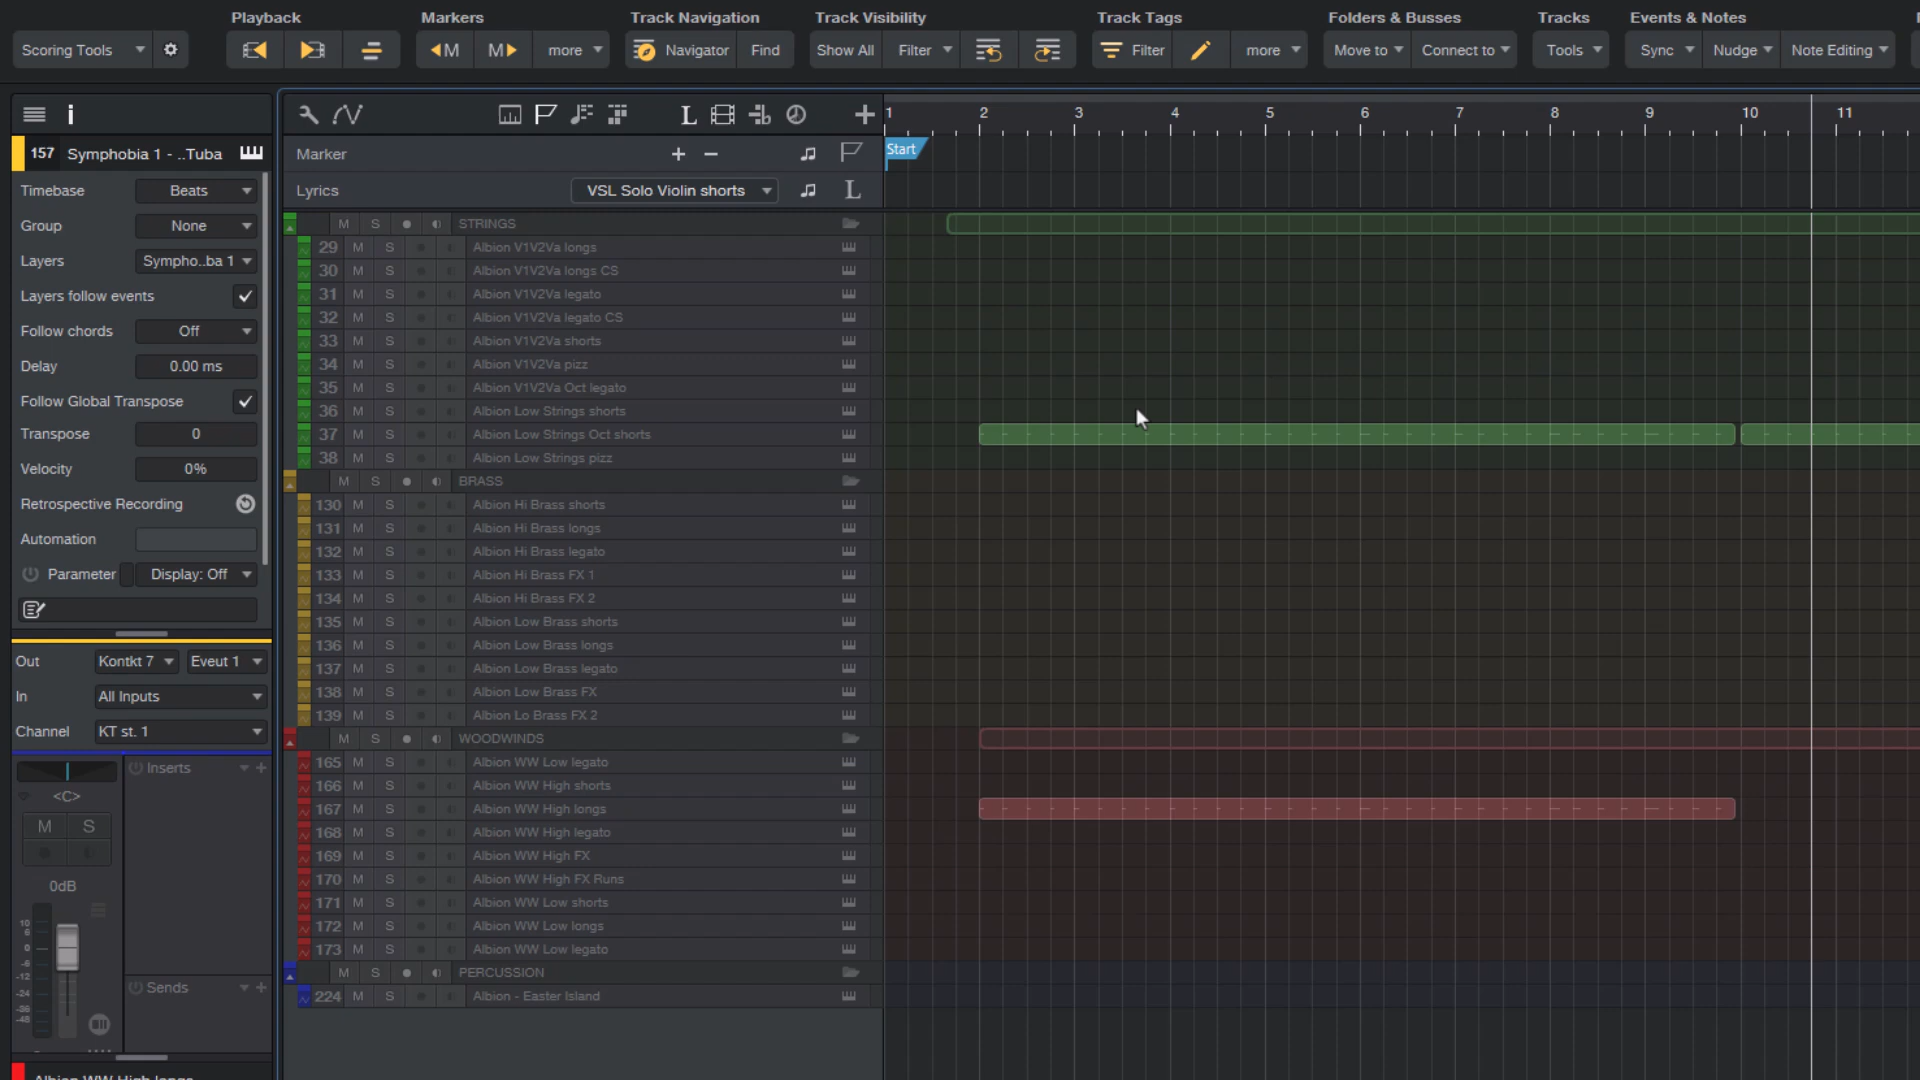 Playback Markers Track Navigation Track Visibility Track Tags Folders & Busses Tracks Events & Notes
Scoring Tools M M more Navigator Find Show All Filter Filter more Move to Connect to Tools Sync Nudge Note Editing
i L 1 2 3 4 5 6 7 8 9 10 11
157 Symphobia 1 - ..Tuba Marker + − Start
Timebase Beats Lyrics VSL Solo Violin shorts L
Group None M S STRINGS
29 M S Albion V1V2Va longs
Layers Sympho..ba 1 30 M S Albion V1V2Va longs CS
Layers follow events 31 M S Albion V1V2Va legato
32 M S Albion V1V2Va legato CS
Follow chords Off 33 M S Albion V1V2Va shorts
Delay 0.00 ms 34 M S Albion V1V2Va pizz
35 M S Albion V1V2Va Oct legato
Follow Global Transpose 36 M S Albion Low Strings shorts
Transpose 0 37 M S Albion Low Strings Oct shorts
Velocity 0% 38 M S Albion Low Strings pizz
M S BRASS
Retrospective Recording 130 M S Albion Hi Brass shorts
131 M S Albion Hi Brass longs
Automation 132 M S Albion Hi Brass legato
Parameter Display: Off 133 M S Albion Hi Brass FX 1
134 M S Albion Hi Brass FX 2
135 M S Albion Low Brass shorts
136 M S Albion Low Brass longs
Out Kontkt 7 Eveut 1 137 M S Albion Low Brass legato
In All Inputs 138 M S Albion Low Brass FX
139 M S Albion Lo Brass FX 2
Channel KT st. 1 M S WOODWINDS
Inserts 165 M S Albion WW Low legato
<C> 166 M S Albion WW High shorts
167 M S Albion WW High longs
M S 168 M S Albion WW High legato
169 M S Albion WW High FX
0dB 170 M S Albion WW High FX Runs
171 M S Albion WW Low shorts
10 172 M S Albion WW Low longs
6
0 173 M S Albion WW Low legato
-6
-12 M S PERCUSSION
-24 Sends 224 M S Albion - Easter Island
-36
-48
Albion WW High longs